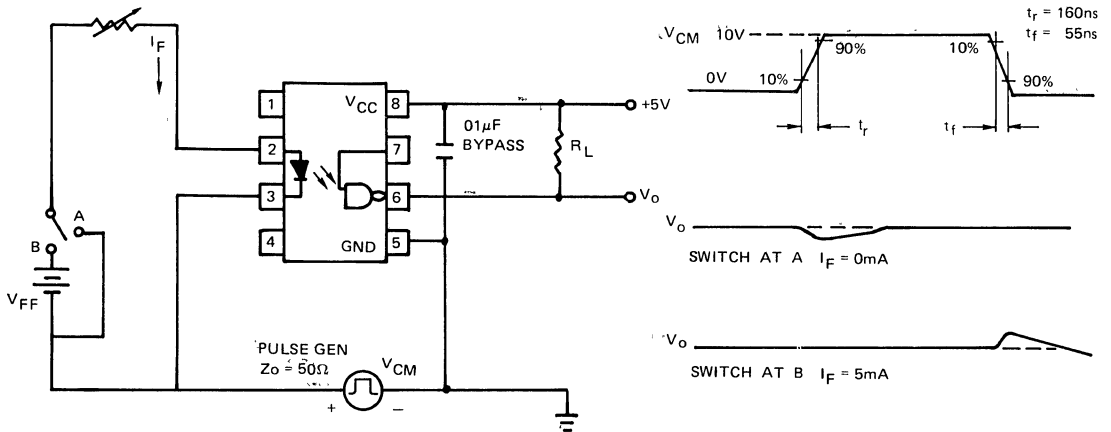 I_F
1
2
3
4
V_CC
8
7
6
GND
5
01µF
BYPASS
R_L
+5V
V_o
A
B
V_FF
PULSE GEN
Zo = 50Ω
V_CM
+
−
V_CM 10V
0V
10%
90%
10%
90%
t_r
t_f
t_r = 160ns
t_f = 55ns
V_o
SWITCH AT A I_F = 0mA
V_o
SWITCH AT B I_F = 5mA